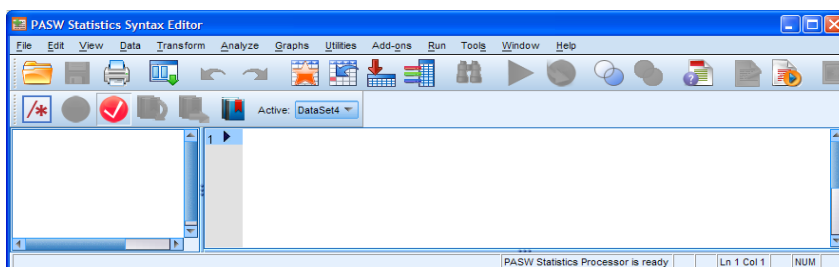 PASW Statistics Syntax Editor
File Edit View Data Transform Analyze Graphs Utilities Add-ons Run Tools Window Help
/* Active: DataSet4
1
PASW Statistics Processor is ready Ln 1 Col 1 NUM